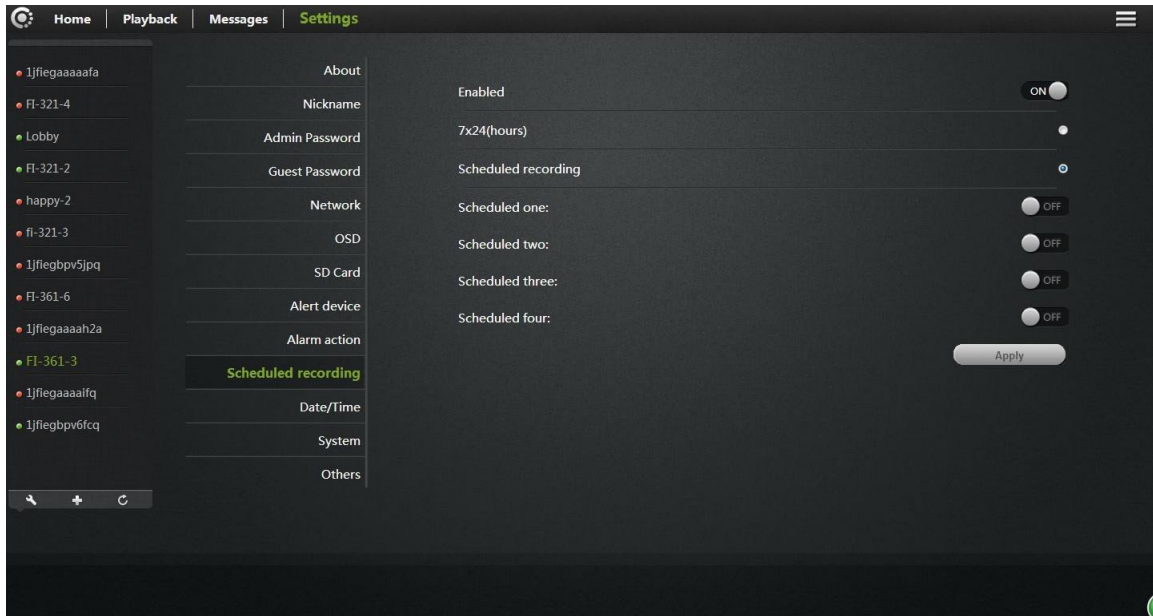 Home Playback Messages Settings
1jfiegaaaaafa
FI-321-4
Lobby
FI-321-2
happy-2
fi-321-3
1jfiegbpv5jpq
FI-361-6
1jfiegaaaah2a
FI-361-3
1jfiegaaaaifq
1jfiegbpv6fcq
About
Nickname
Admin Password
Guest Password
Network
OSD
SD Card
Alert device
Alarm action
Scheduled recording
Date/Time
System
Others
Enabled ON
7x24(hours)
Scheduled recording
Scheduled one: OFF
Scheduled two: OFF
Scheduled three: OFF
Scheduled four: OFF
Apply